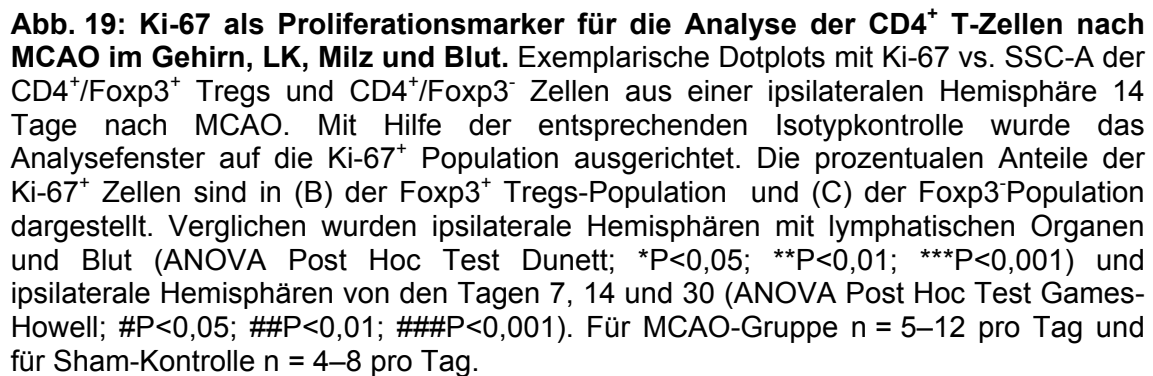 Abb. 19: Ki-67 als Proliferationsmarker für die Analyse der CD4⁺ T-Zellen nach
MCAO im Gehirn, LK, Milz und Blut. Exemplarische Dotplots mit Ki-67 vs. SSC-A der
CD4⁺/Foxp3⁺ Tregs und CD4⁺/Foxp3⁻ Zellen aus einer ipsilateralen Hemisphäre 14
Tage nach MCAO. Mit Hilfe der entsprechenden Isotypkontrolle wurde das
Analysefenster auf die Ki-67⁺ Population ausgerichtet. Die prozentualen Anteile der
Ki-67⁺ Zellen sind in (B) der Foxp3⁺ Tregs-Population und (C) der Foxp3⁻Population
dargestellt. Verglichen wurden ipsilaterale Hemisphären mit lymphatischen Organen
und Blut (ANOVA Post Hoc Test Dunett; *P<0,05; **P<0,01; ***P<0,001) und
ipsilaterale Hemisphären von den Tagen 7, 14 und 30 (ANOVA Post Hoc Test Games-
Howell; #P<0,05; ##P<0,01; ###P<0,001). Für MCAO-Gruppe n = 5–12 pro Tag und
für Sham-Kontrolle n = 4–8 pro Tag.